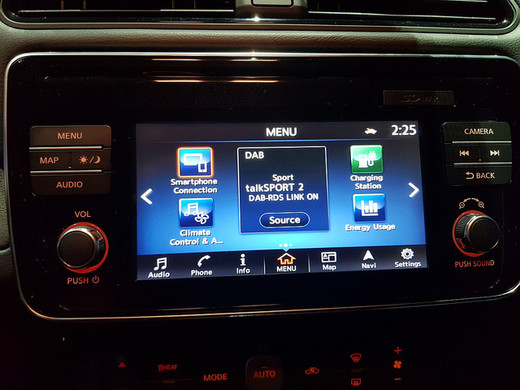 MENU
MAP
AUDIO
VOL
PUSH
MENU
2:25
Smartphone
Connection
Climate
Control & A...
DAB
Sport
talkSPORT 2
DAB-RDS LINK ON
Source
Charging
Station
Energy Usage
Audio
Phone
Info
MENU
Map
Navi
Settings
CAMERA
BACK
PUSH SOUND
MODE
AUTO
+
−